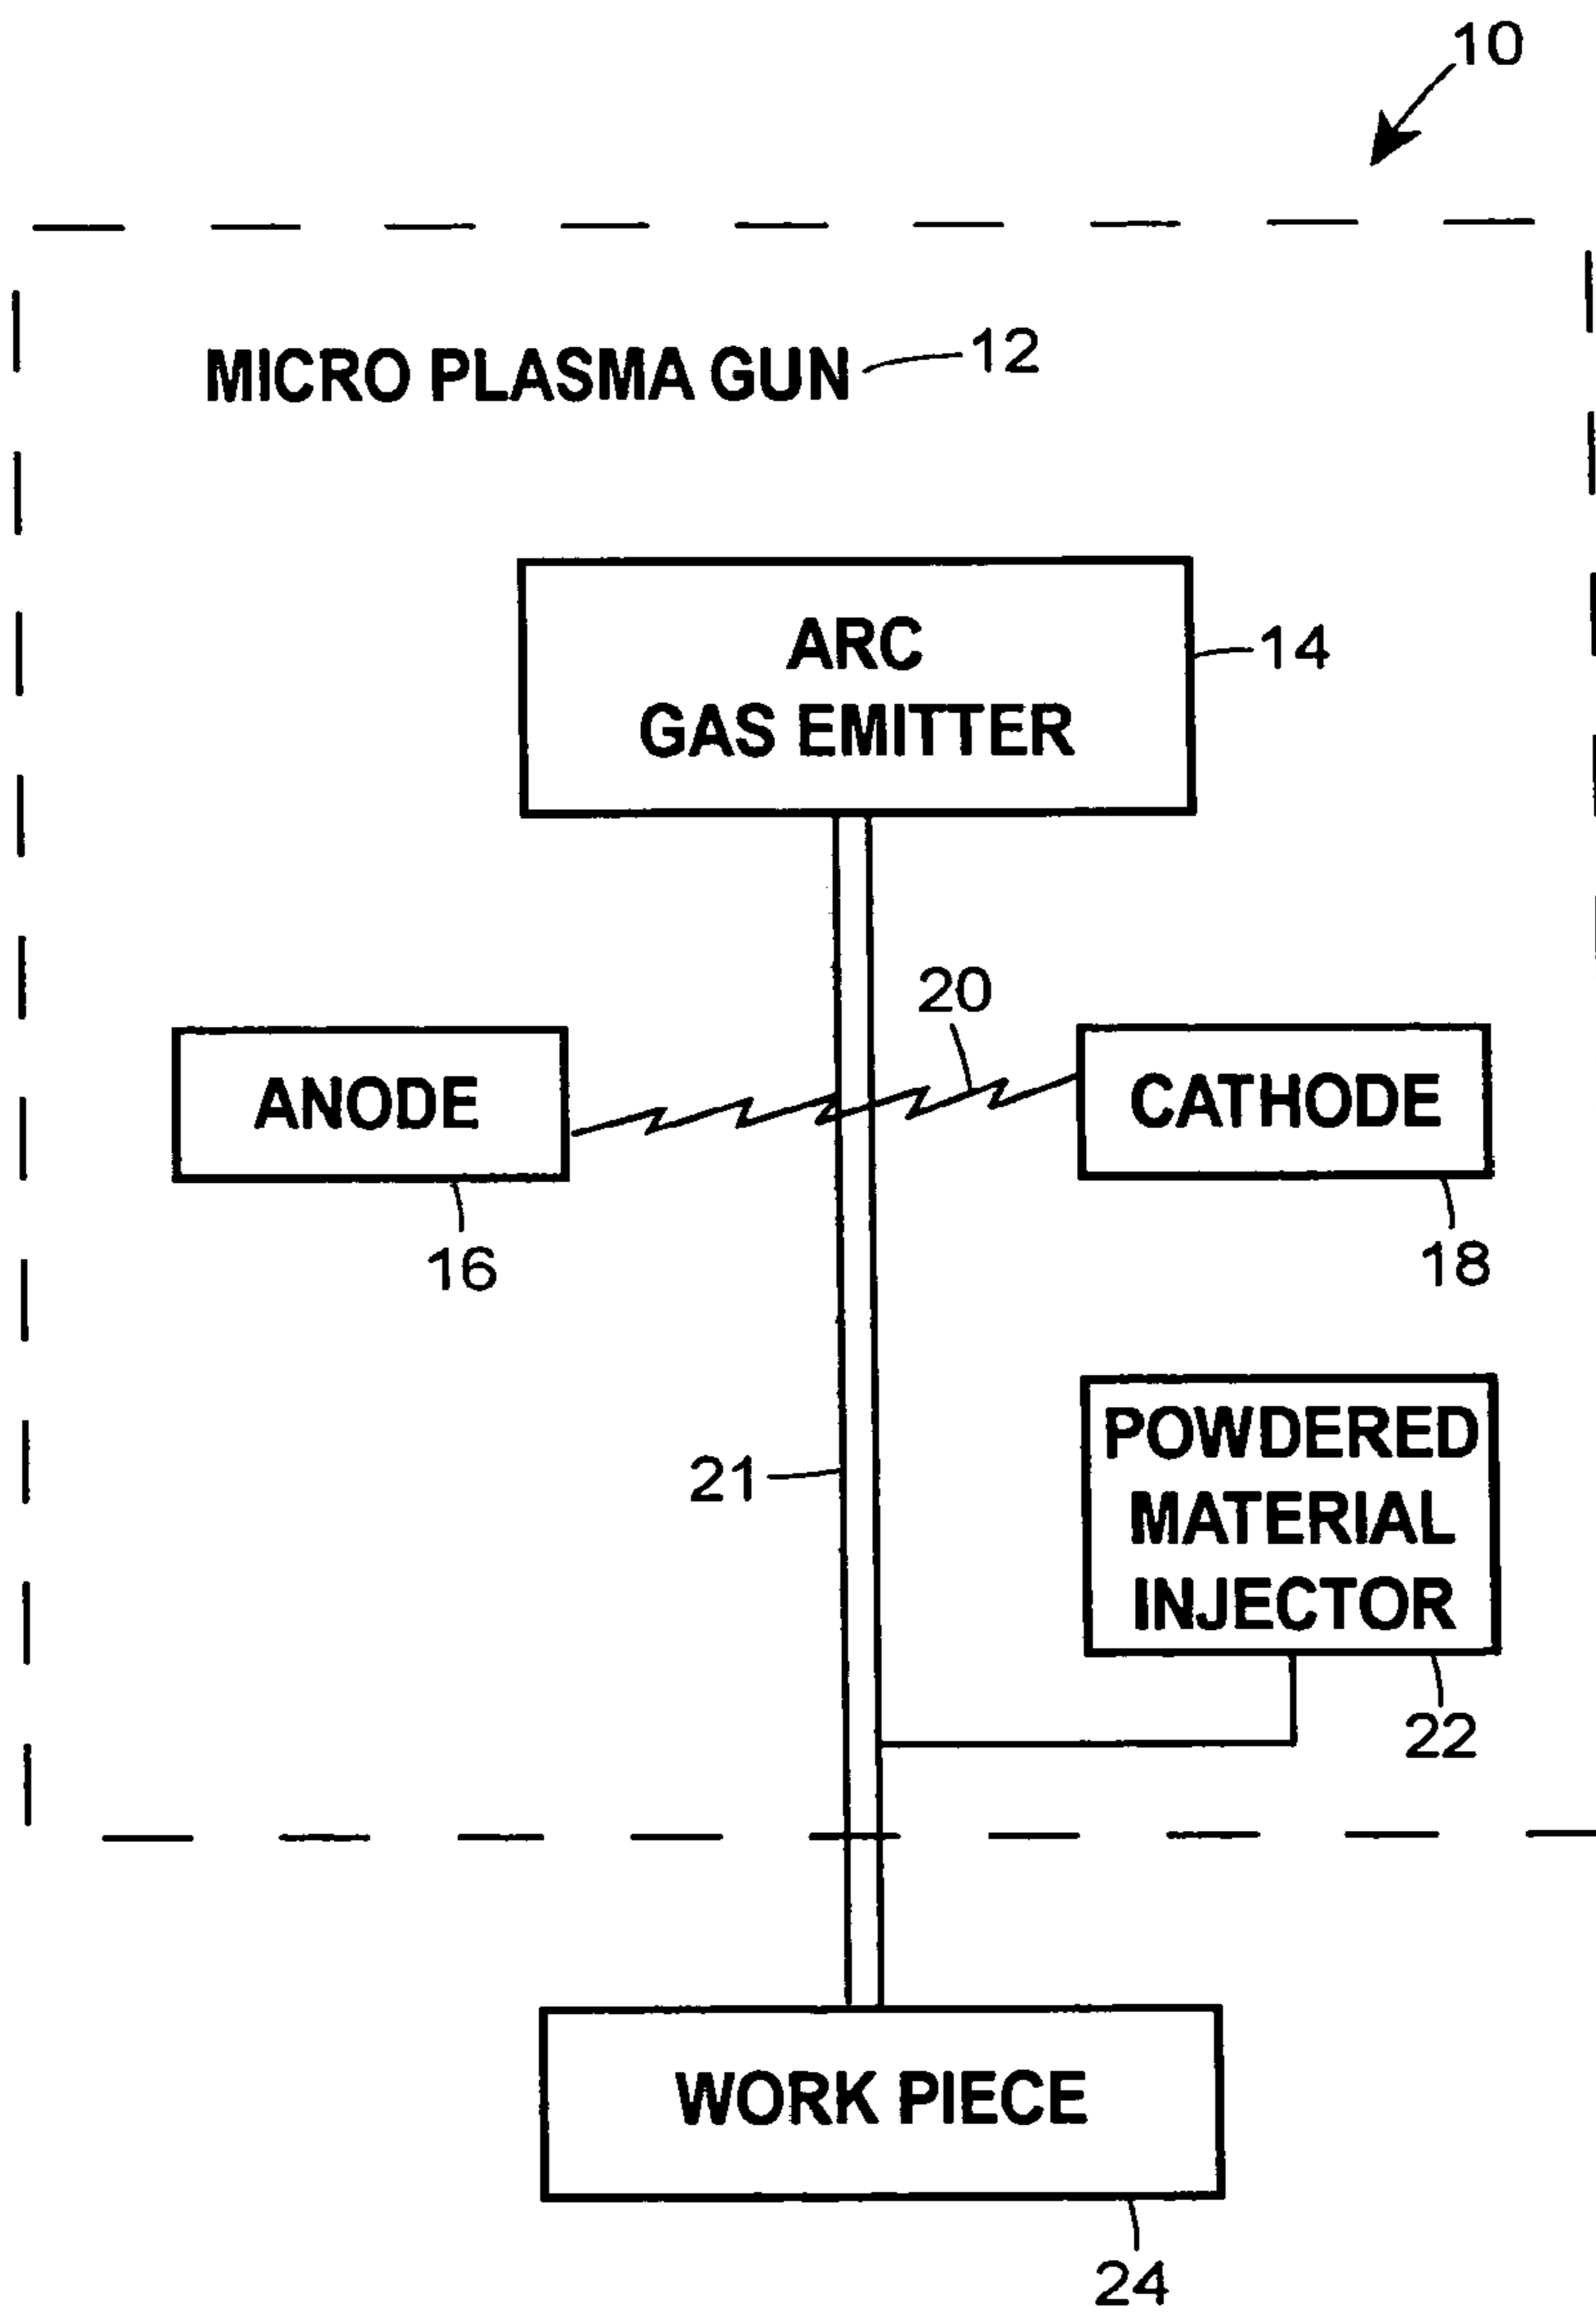 10
MICRO PLASMA GUN 12
ARC
GAS EMITTER
14
20
ANODE
CATHODE
16
18
POWDERED
MATERIAL
INJECTOR
21
22
WORK PIECE
24